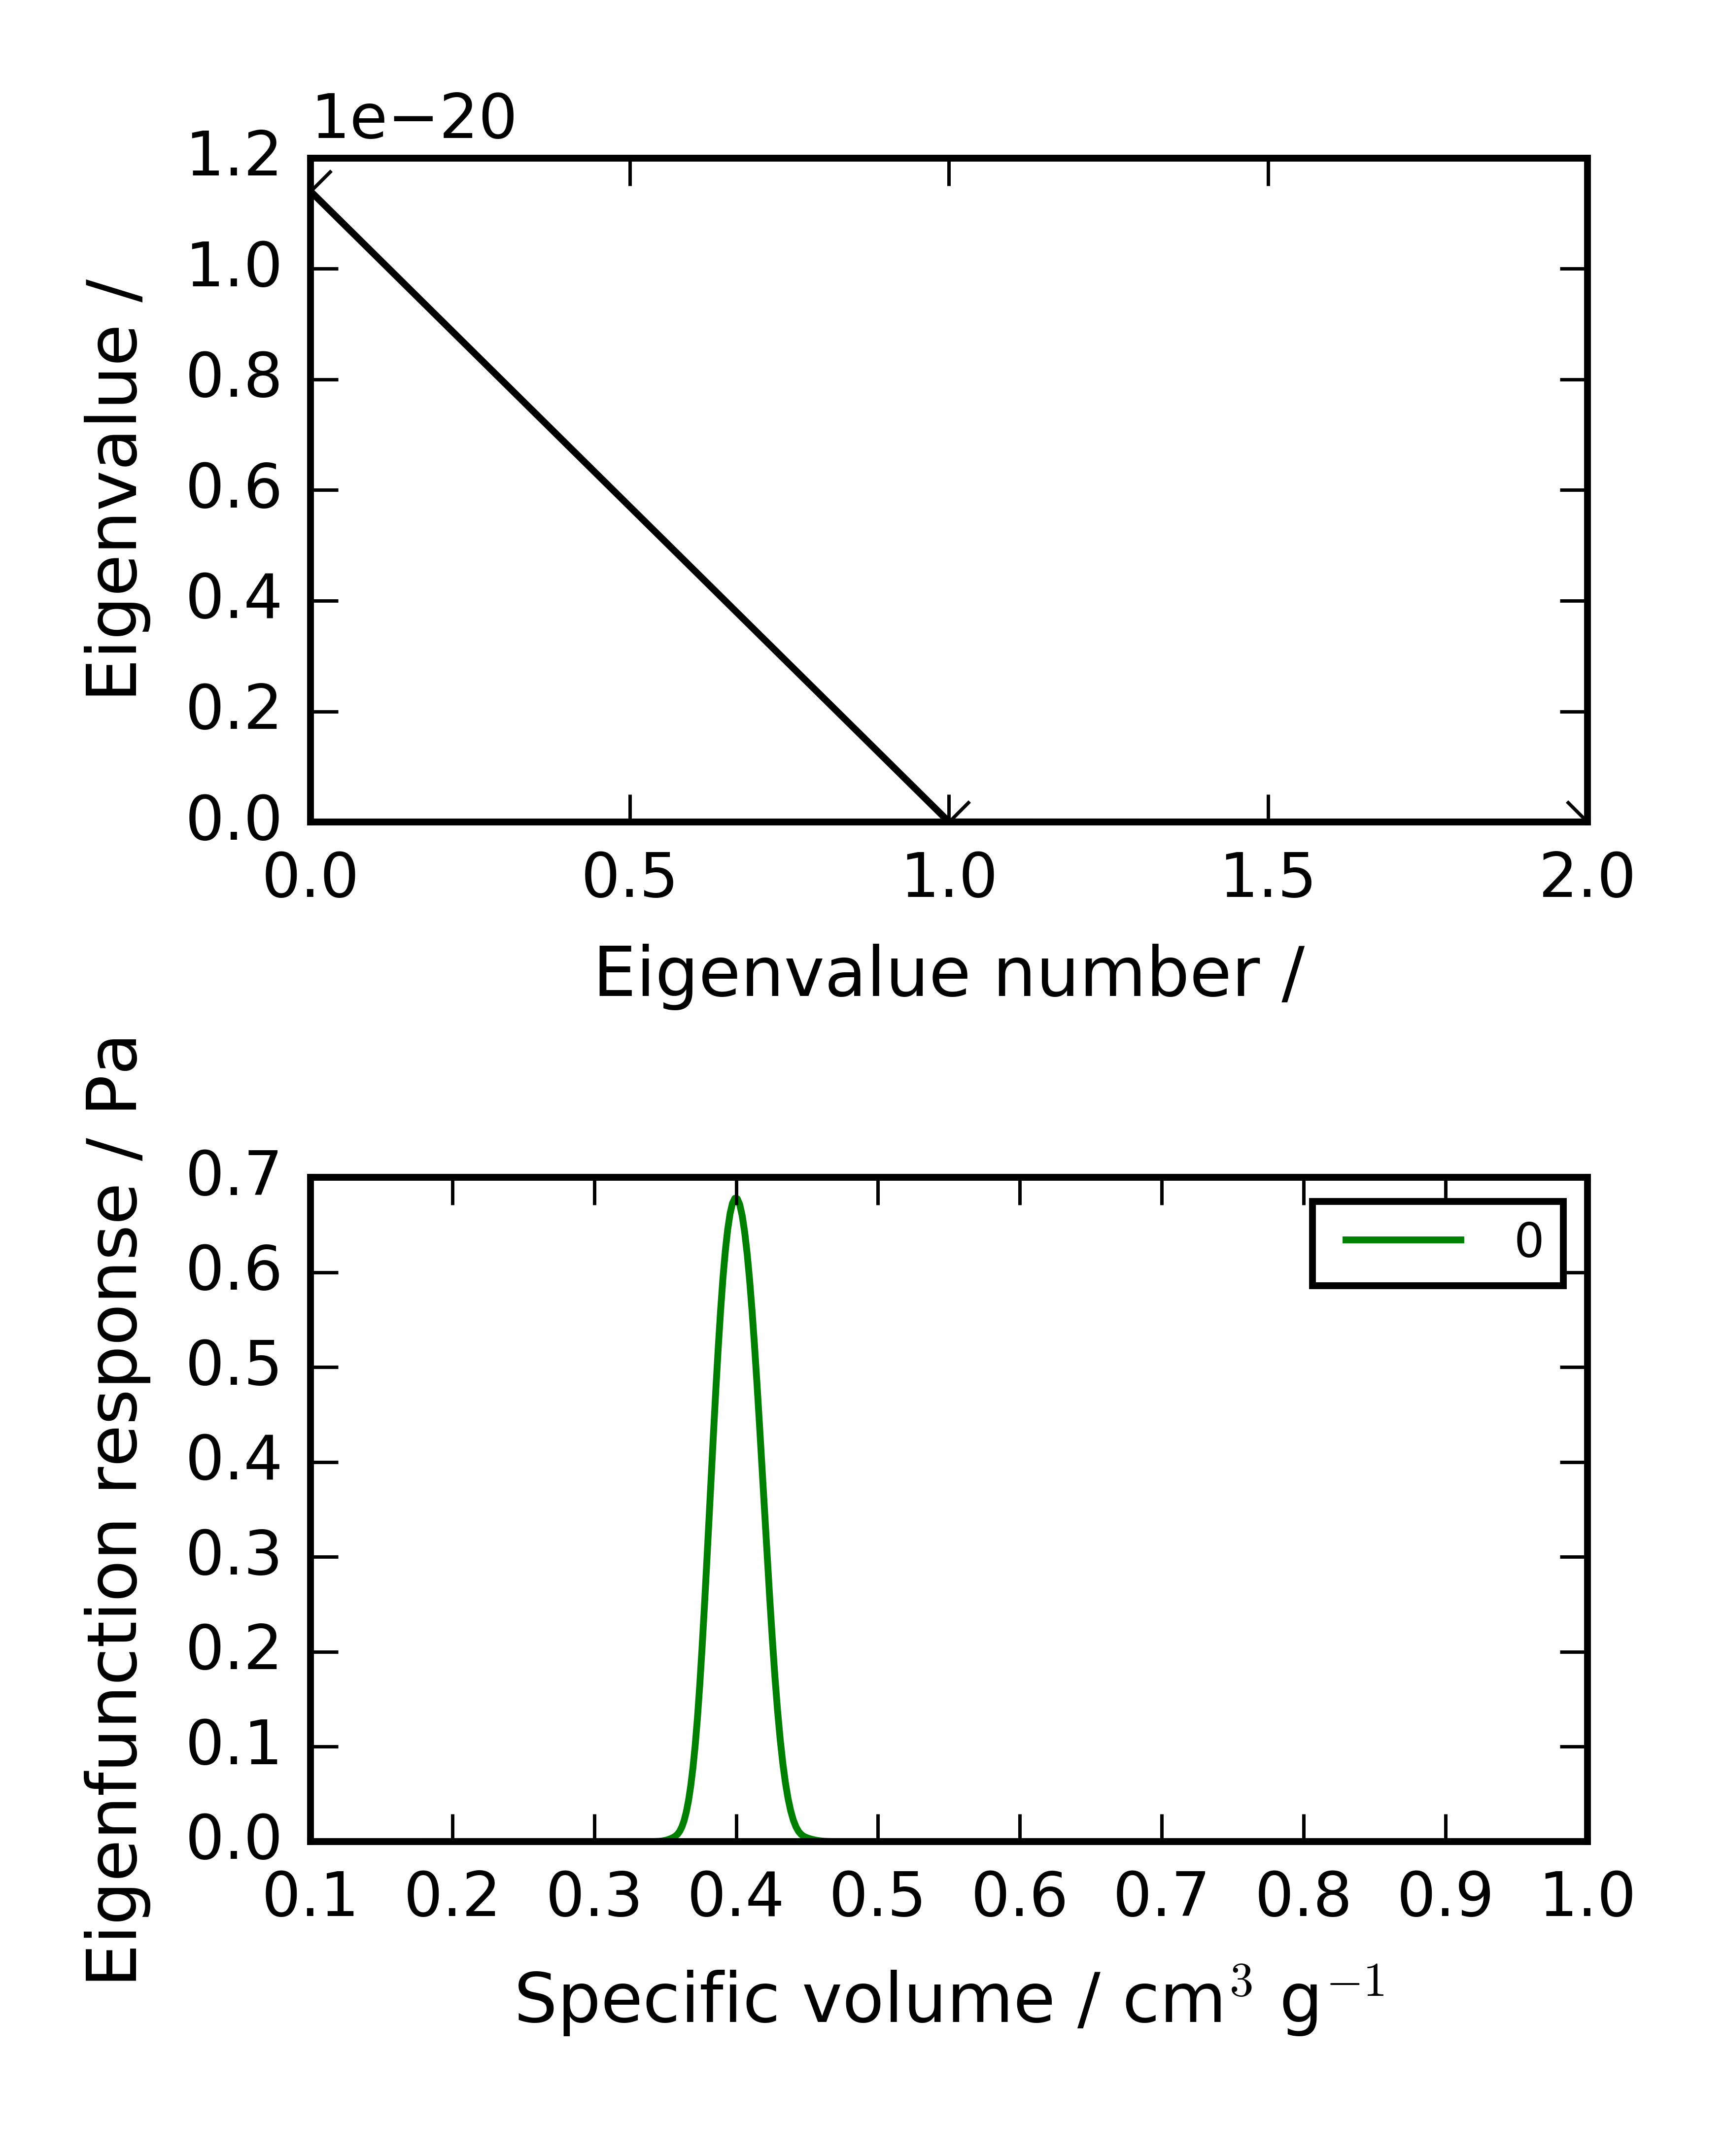 1e−20
1.2
1.0
0.8
0.6
0.4
0.2
0.0
Eigenvalue /
0.0 0.5 1.0 1.5 2.0
Eigenvalue number /
0.7
0.6
0.5
0.4
0.3
0.2
0.1
0.0
Eigenfunction response / Pa
0
0.1 0.2 0.3 0.4 0.5 0.6 0.7 0.8 0.9 1.0
Specific volume / cm³ g⁻¹